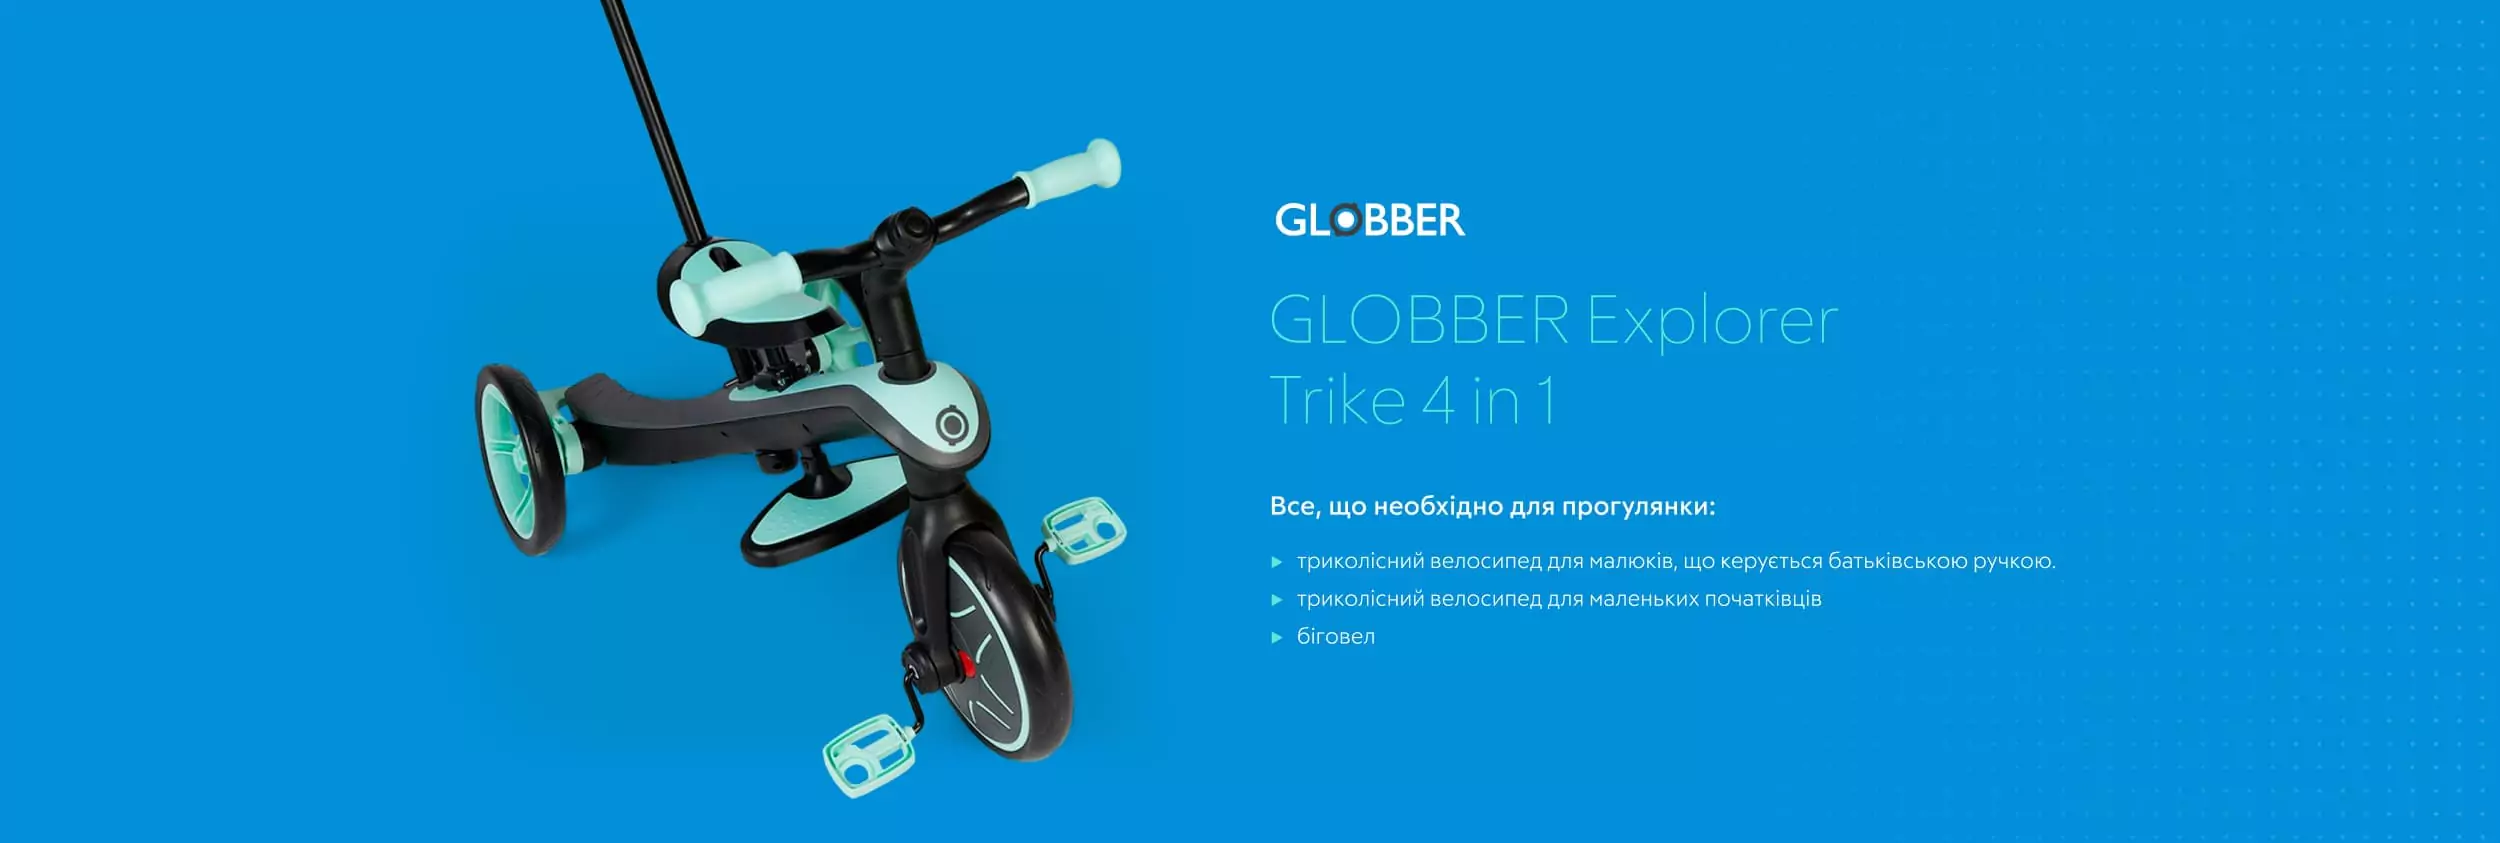 GLOBBER
GLOBBER Explorer
Trike 4 in 1
Все, що необхідно для прогулянки:
► триколісний велосипед для малюків, що керується батьківською ручкою.
► триколісний велосипед для маленьких початківців
► біговел